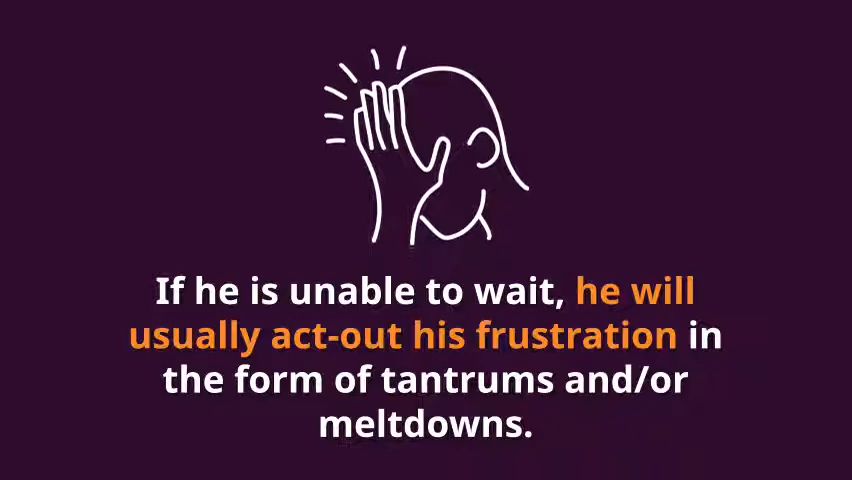 If he is unable to wait, he will
usually act-out his frustration in
the form of tantrums and/or
meltdowns.